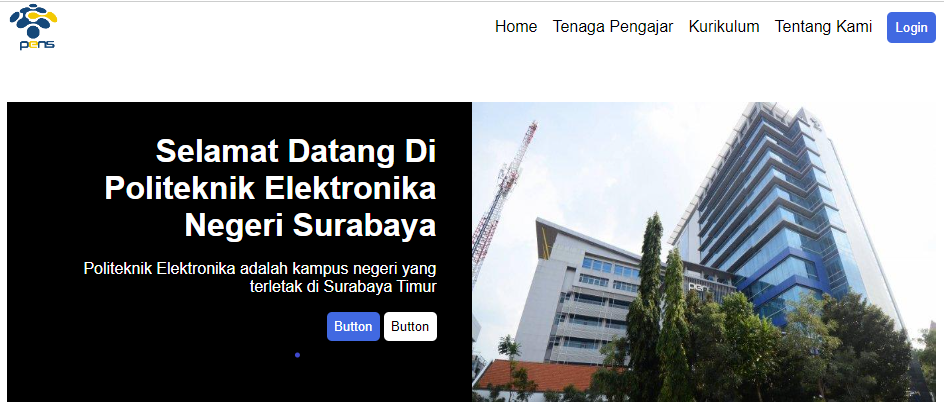 pens
Home Tenaga Pengajar Kurikulum Tentang Kami Login
Selamat Datang Di
Politeknik Elektronika
Negeri Surabaya
Politeknik Elektronika adalah kampus negeri yang
terletak di Surabaya Timur
Button Button
pens